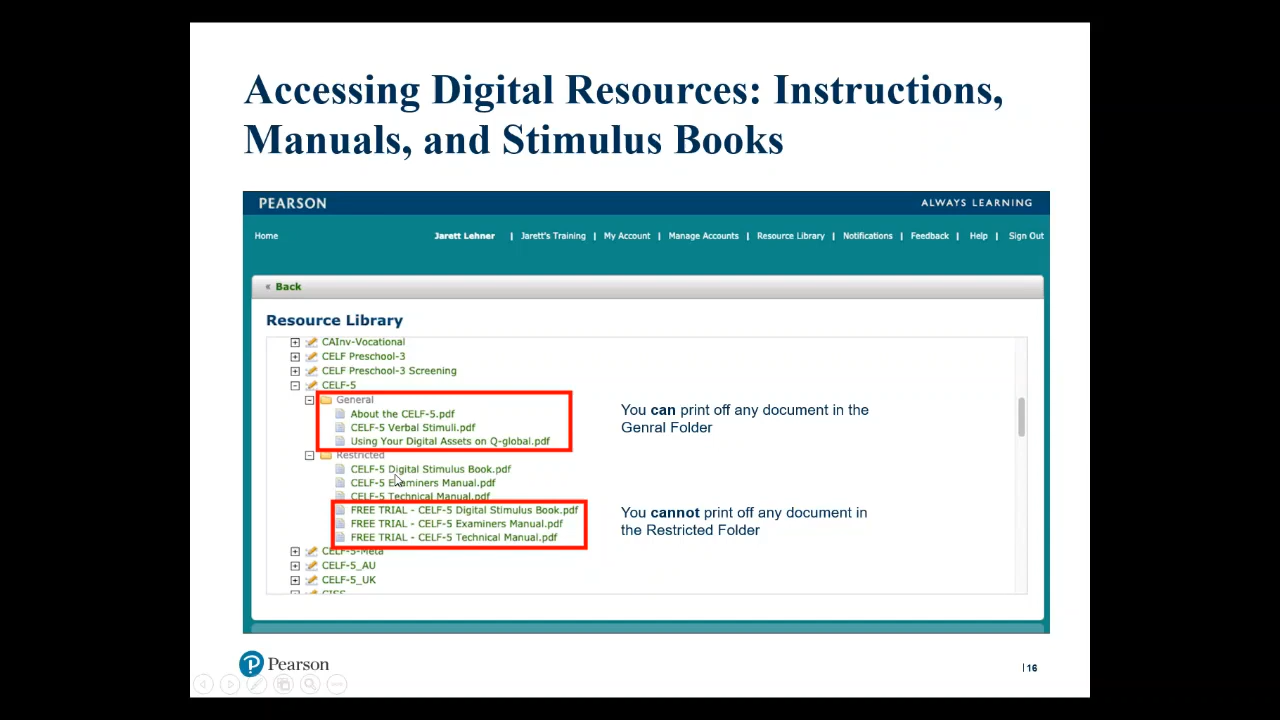 Accessing Digital Resources: Instructions,
Manuals, and Stimulus Books
PEARSON
ALWAYS LEARNING
Home
Jarett Lehner | Jarett's Training | My Account | Manage Accounts | Resource Library | Notifications | Feedback | Help | Sign Out
« Back
Resource Library
CAInv-Vocational
CELF Preschool-3
CELF Preschool-3 Screening
CELF-5
General
About the CELF-5.pdf
CELF-5 Verbal Stimuli.pdf
Using Your Digital Assets on Q-global.pdf
You can print off any document in the
Genral Folder
Restricted
CELF-5 Digital Stimulus Book.pdf
CELF-5 Examiners Manual.pdf
CELF-5 Technical Manual.pdf
FREE TRIAL - CELF-5 Digital Stimulus Book.pdf
FREE TRIAL - CELF-5 Examiners Manual.pdf
FREE TRIAL - CELF-5 Technical Manual.pdf
You cannot print off any document in
the Restricted Folder
CELF-5-Meta
CELF-5_AU
CELF-5_UK
Pearson
| 16